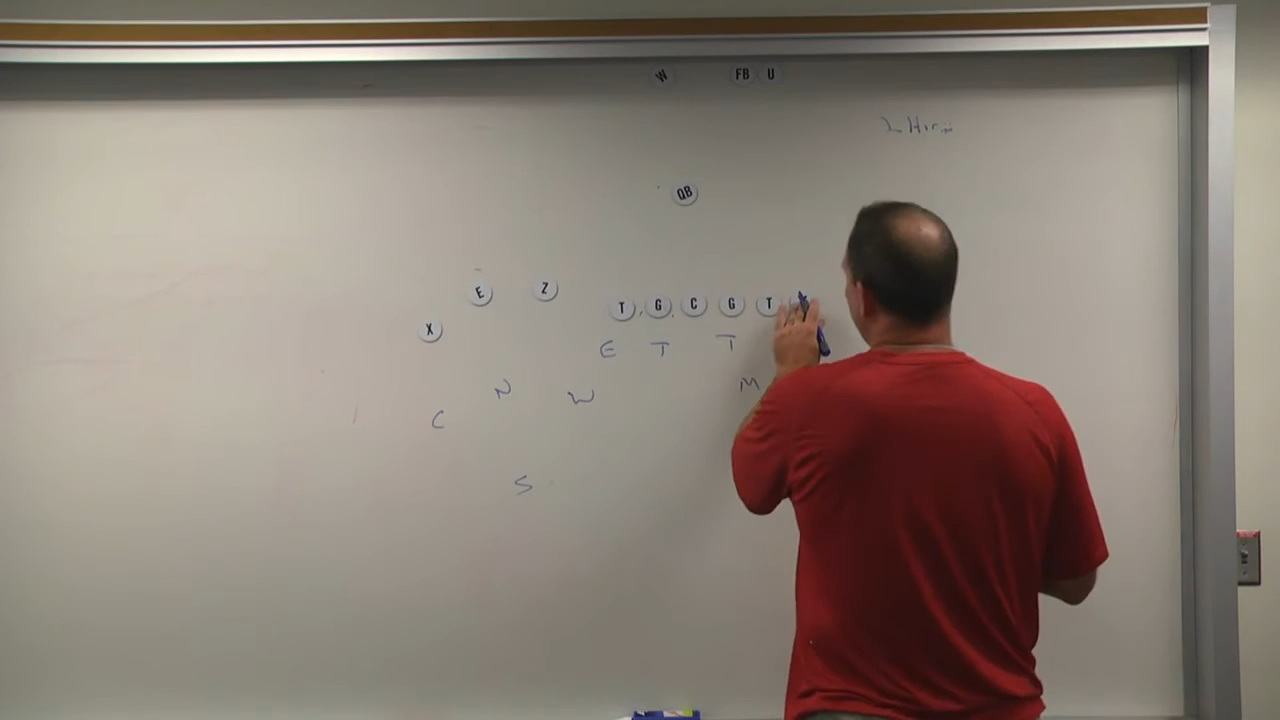 W FB U
QB
E Z
T G C G T
X
E T T
N W M
C
S